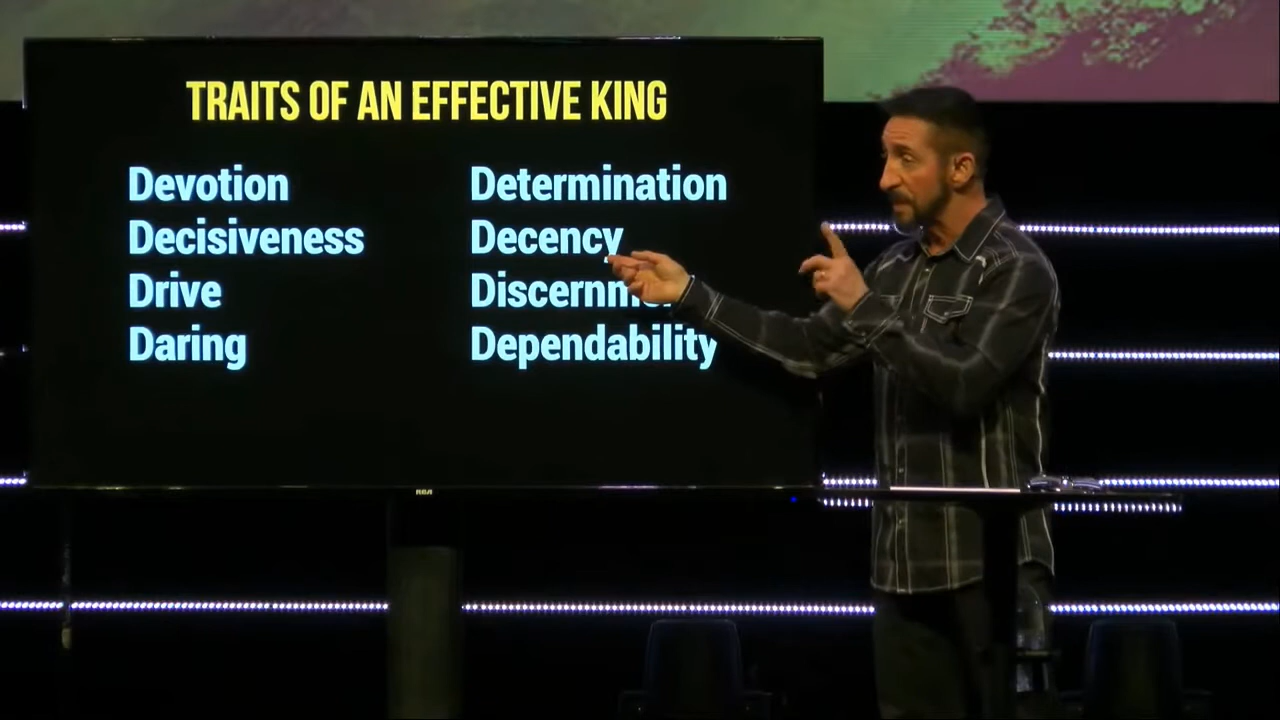 TRAITS OF AN EFFECTIVE KING
Devotion
Decisiveness
Drive
Daring
Determination
Decency
Dependability
RCA